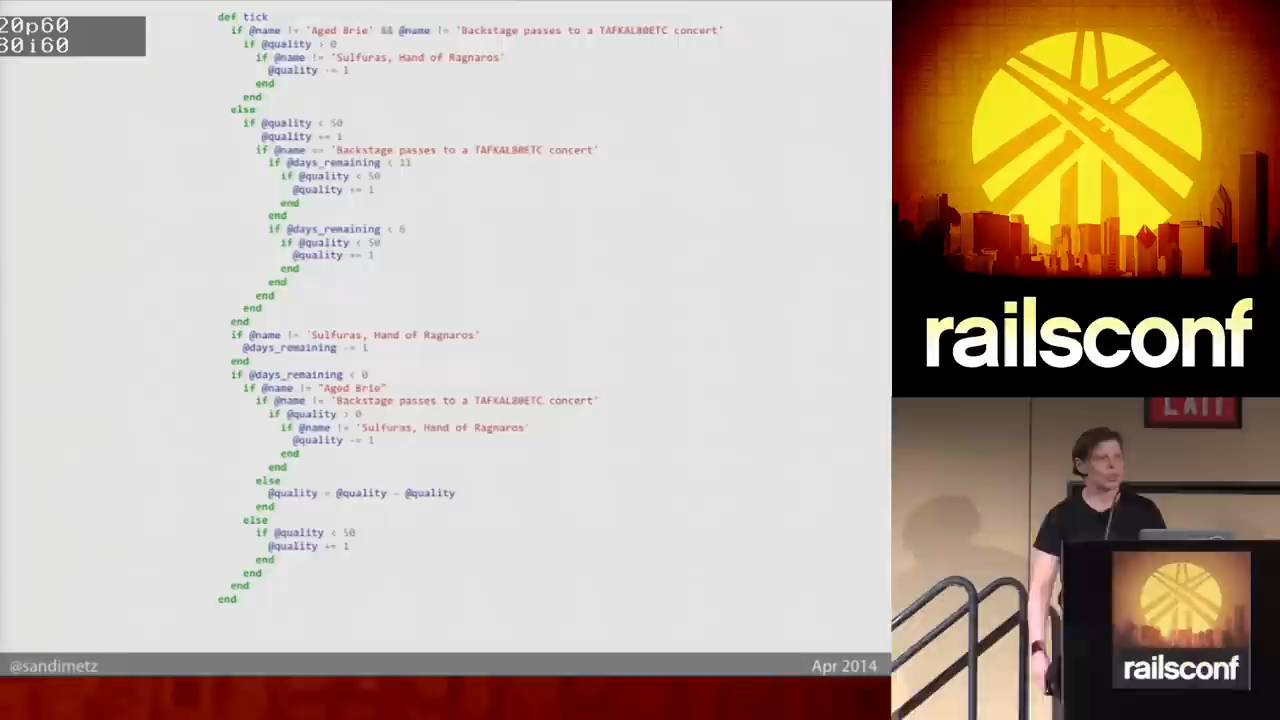 20p60
30i60
def tick
if @name != 'Aged Brie' && @name != 'Backstage passes to a TAFKAL80ETC concert'
if @quality > 0
if @name != 'Sulfuras, Hand of Ragnaros'
@quality -= 1
end
end
else
if @quality < 50
@quality += 1
if @name == 'Backstage passes to a TAFKAL80ETC concert'
if @days_remaining < 11
if @quality < 50
@quality += 1
end
end
if @days_remaining < 6
if @quality < 50
@quality += 1
end
end
end
end
end
if @name != 'Sulfuras, Hand of Ragnaros'
@days_remaining -= 1
end
if @days_remaining < 0
if @name != "Aged Brie"
if @name != 'Backstage passes to a TAFKAL80ETC concert'
if @quality > 0
if @name != 'Sulfuras, Hand of Ragnaros'
@quality -= 1
end
end
else
@quality = @quality - @quality
end
else
if @quality < 50
@quality += 1
end
end
end
end
@sandimetz
Apr 2014
railsconf
EXIT
railsconf